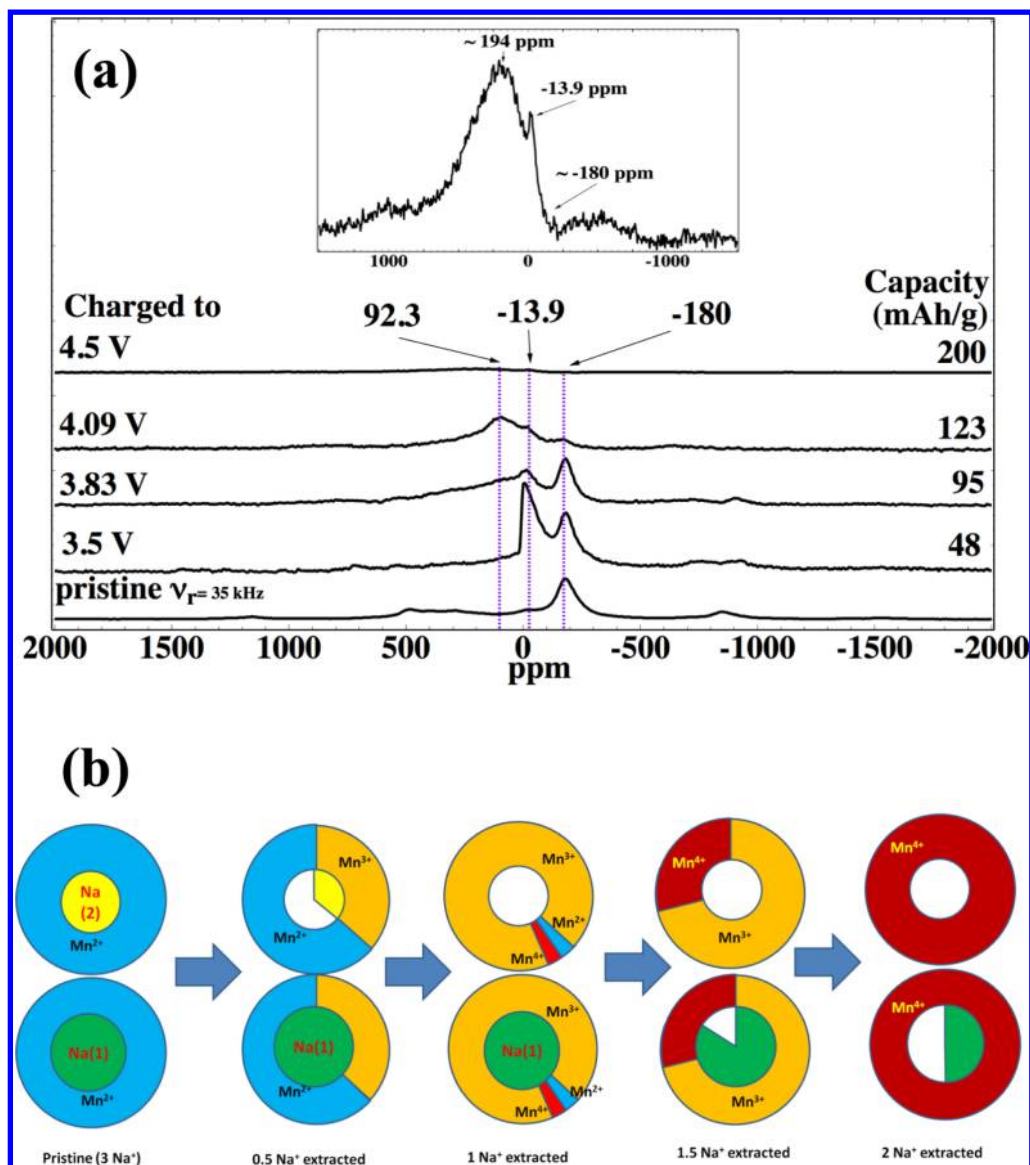 (a)
~ 194 ppm
-13.9 ppm
~ -180 ppm
1000 0 -1000
Charged to 92.3 -13.9 -180 Capacity (mAh/g)
4.5 V 200
4.09 V 123
3.83 V 95
3.5 V 48
pristine νr= 35 kHz
2000 1500 1000 500 0 -500 -1000 -1500 -2000
ppm
(b)
Na
(2)
Mn²⁺
Na(1)
Mn²⁺
Pristine (3 Na⁺)
Mn³⁺
Mn²⁺
Na(1)
Mn²⁺
0.5 Na⁺ extracted
Mn³⁺
Mn²⁺
Mn⁴⁺
Mn³⁺
Na(1)
Mn²⁺
Mn⁴⁺
1 Na⁺ extracted
Mn⁴⁺
Mn³⁺
Mn³⁺
1.5 Na⁺ extracted
Mn⁴⁺
Mn⁴⁺
2 Na⁺ extracted